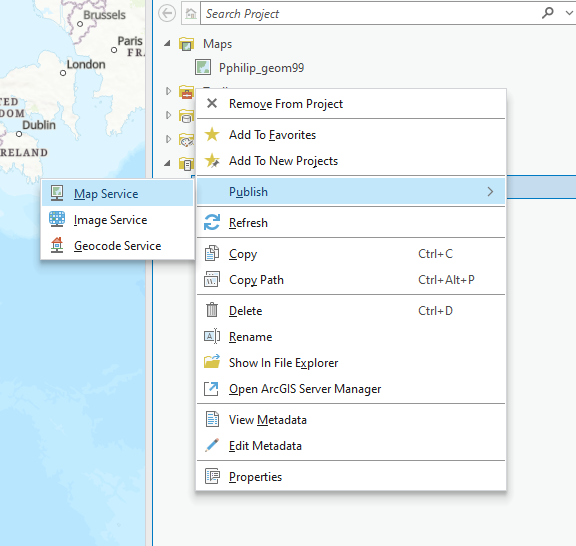 Search Project
Brussels
Paris
FRA
London
Dublin
RELAND
Maps
Pphilip_geom99
Remove From Project
Add To Favorites
Add To New Projects
Publish
Map Service
Image Service
Geocode Service
Refresh
Copy Ctrl+C
Copy Path Ctrl+Alt+P
Delete Ctrl+D
Rename
Show In File Explorer
Open ArcGIS Server Manager
View Metadata
Edit Metadata
Properties